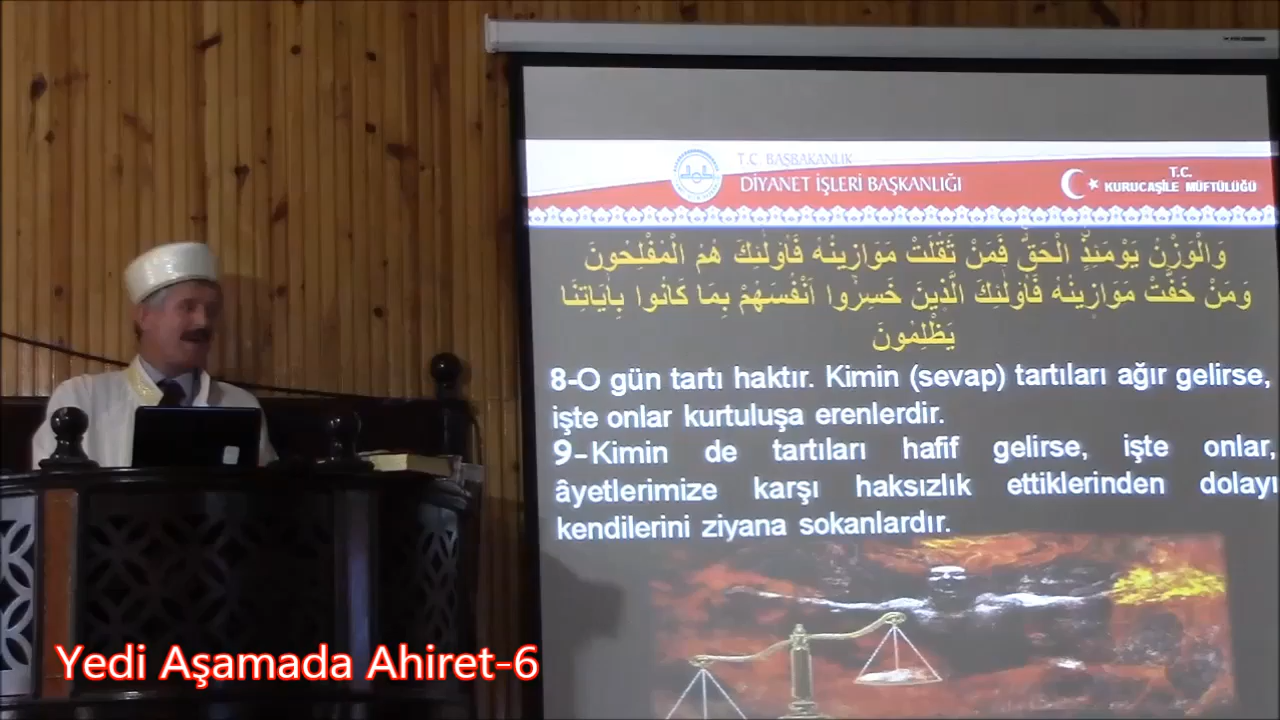 T.C. BAŞBAKANLIK
DİYANET İŞLERİ BAŞKANLIĞI
T.C.
KURUCAŞİLE MÜFTÜLÜĞÜ
وَالْوَزْنُ يَوْمَئِذٍ الْحَقُّ فَمَنْ ثَقُلَتْ مَوَازِينُهُ فَاُولٰئِكَ هُمُ الْمُفْلِحُونَ
وَمَنْ خَفَّتْ مَوَازِينُهُ فَاُولٰئِكَ الَّذِينَ خَسِرُوا اَنْفُسَهُمْ بِمَا كَانُوا بِاٰيَاتِنَا
يَظْلِمُونَ
8-O gün tartı haktır. Kimin (sevap) tartıları ağır gelirse,
işte onlar kurtuluşa erenlerdir.
9-Kimin de tartıları hafif gelirse, işte onlar,
âyetlerimize karşı haksızlık ettiklerinden dolayı
kendilerini ziyana sokanlardır.
Yedi Aşamada Ahiret-6